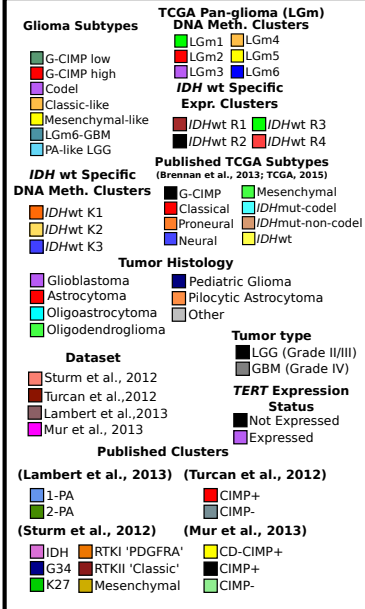 Glioma Subtypes
G-CIMP low
G-CIMP high
Codel
Classic-like
Mesenchymal-like
LGm6-GBM
PA-like LGG
TCGA Pan-glioma (LGm)
DNA Meth. Clusters
LGm1 LGm4
LGm2 LGm5
LGm3 LGm6
IDH wt Specific
Expr. Clusters
IDHwt R1 IDHwt R3
IDHwt R2 IDHwt R4
IDH wt Specific
DNA Meth. Clusters
IDHwt K1
IDHwt K2
IDHwt K3
Published TCGA Subtypes
(Brennan et al., 2013; TCGA, 2015)
G-CIMP Mesenchymal
Classical IDHmut-codel
Proneural IDHmut-non-codel
Neural IDHwt
Tumor Histology
Glioblastoma Pediatric Glioma
Astrocytoma Pilocytic Astrocytoma
Oligoastrocytoma Other
Oligodendroglioma
Dataset
Sturm et al., 2012
Turcan et al.,2012
Lambert et al.,2013
Mur et al., 2013
Tumor type
LGG (Grade II/III)
GBM (Grade IV)
TERT Expression
Status
Not Expressed
Expressed
Published Clusters
(Lambert et al., 2013) (Turcan et al., 2012)
1-PA CIMP+
2-PA CIMP-
(Sturm et al., 2012) (Mur et al., 2013)
IDH RTKI 'PDGFRA' CD-CIMP+
G34 RTKII 'Classic' CIMP+
K27 Mesenchymal CIMP-